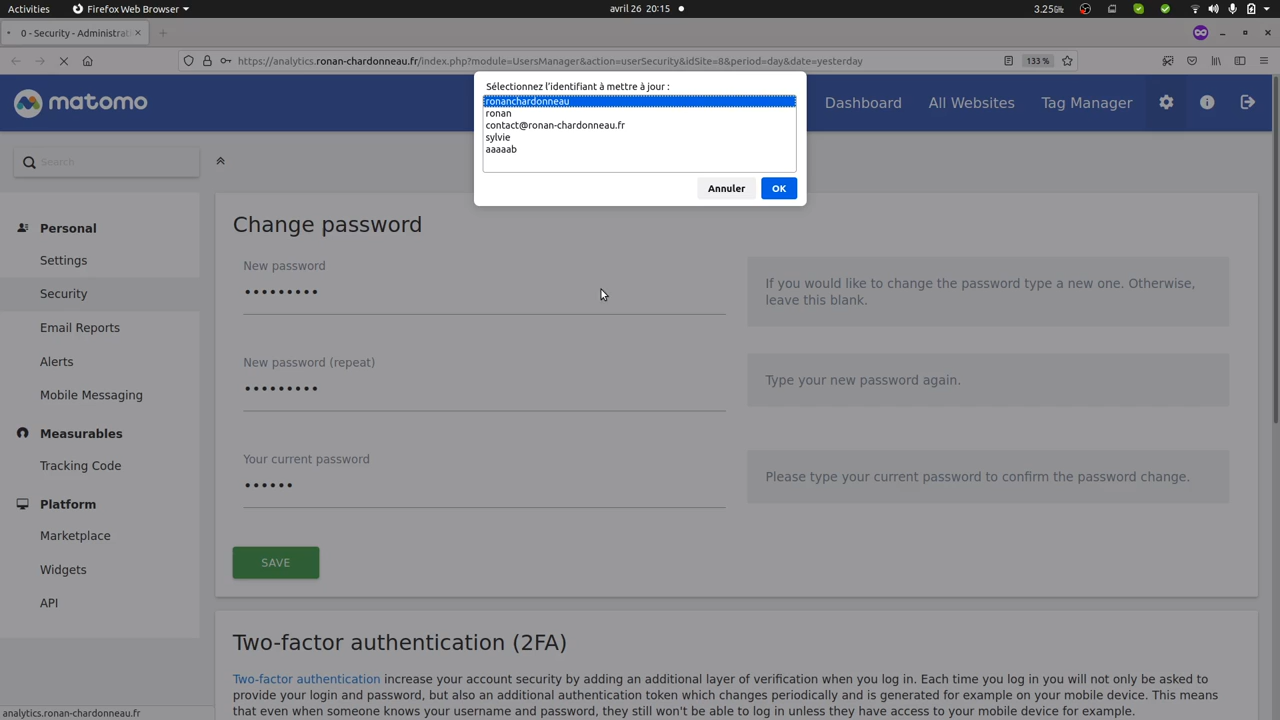 Activities
Firefox Web Browser
avril 26 20:15
3.25
0 - Security - Administrati
https://analytics.ronan-chardonneau.fr/index.php?module=UsersManager&action=userSecurity&idSite=8&period=day&date=yesterday
133 %
matomo
Dashboard
All Websites
Tag Manager
Sélectionnez l'identifiant à mettre à jour :
ronanchardonneau
ronan
contact@ronan-chardonneau.fr
sylvie
aaaaab
Annuler
OK
Search
Personal
Settings
Security
Email Reports
Alerts
Mobile Messaging
Measurables
Tracking Code
Platform
Marketplace
Widgets
API
Change password
New password
If you would like to change the password type a new one. Otherwise,
leave this blank.
New password (repeat)
Type your new password again.
Your current password
Please type your current password to confirm the password change.
SAVE
Two-factor authentication (2FA)
Two-factor authentication increase your account security by adding an additional layer of verification when you log in. Each time you log in you will not only be asked to
provide your login and password, but also an additional authentication token which changes periodically and is generated for example on your mobile device. This means
that even when someone knows your username and password, they still won't be able to log in unless they have access to your mobile device for example.
analytics.ronan-chardonneau.fr